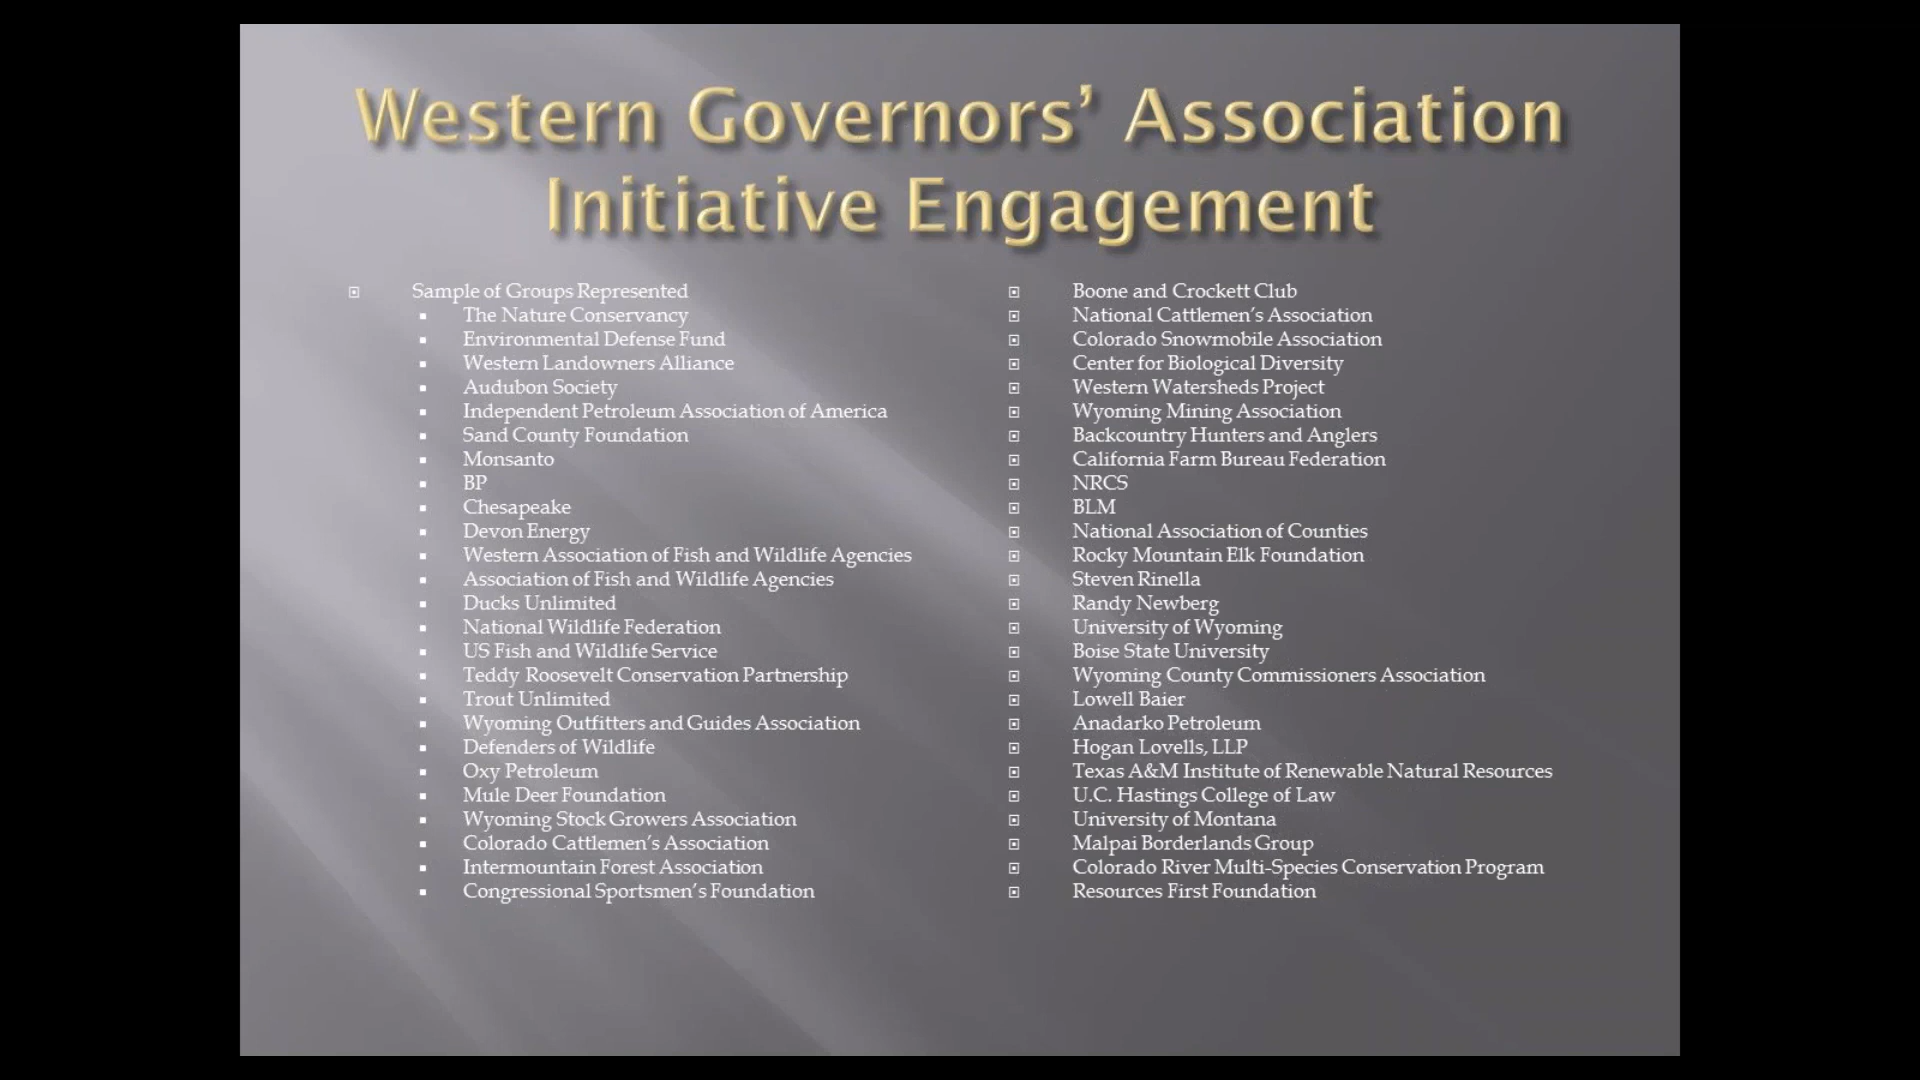 Western Governors’ Association
Initiative Engagement
Sample of Groups Represented
The Nature Conservancy
Environmental Defense Fund
Western Landowners Alliance
Audubon Society
Independent Petroleum Association of America
Sand County Foundation
Monsanto
BP
Chesapeake
Devon Energy
Western Association of Fish and Wildlife Agencies
Association of Fish and Wildlife Agencies
Ducks Unlimited
National Wildlife Federation
US Fish and Wildlife Service
Teddy Roosevelt Conservation Partnership
Trout Unlimited
Wyoming Outfitters and Guides Association
Defenders of Wildlife
Oxy Petroleum
Mule Deer Foundation
Wyoming Stock Growers Association
Colorado Cattlemen’s Association
Intermountain Forest Association
Congressional Sportsmen’s Foundation
Boone and Crockett Club
National Cattlemen’s Association
Colorado Snowmobile Association
Center for Biological Diversity
Western Watersheds Project
Wyoming Mining Association
Backcountry Hunters and Anglers
California Farm Bureau Federation
NRCS
BLM
National Association of Counties
Rocky Mountain Elk Foundation
Steven Rinella
Randy Newberg
University of Wyoming
Boise State University
Wyoming County Commissioners Association
Lowell Baier
Anadarko Petroleum
Hogan Lovells, LLP
Texas A&M Institute of Renewable Natural Resources
U.C. Hastings College of Law
University of Montana
Malpai Borderlands Group
Colorado River Multi-Species Conservation Program
Resources First Foundation